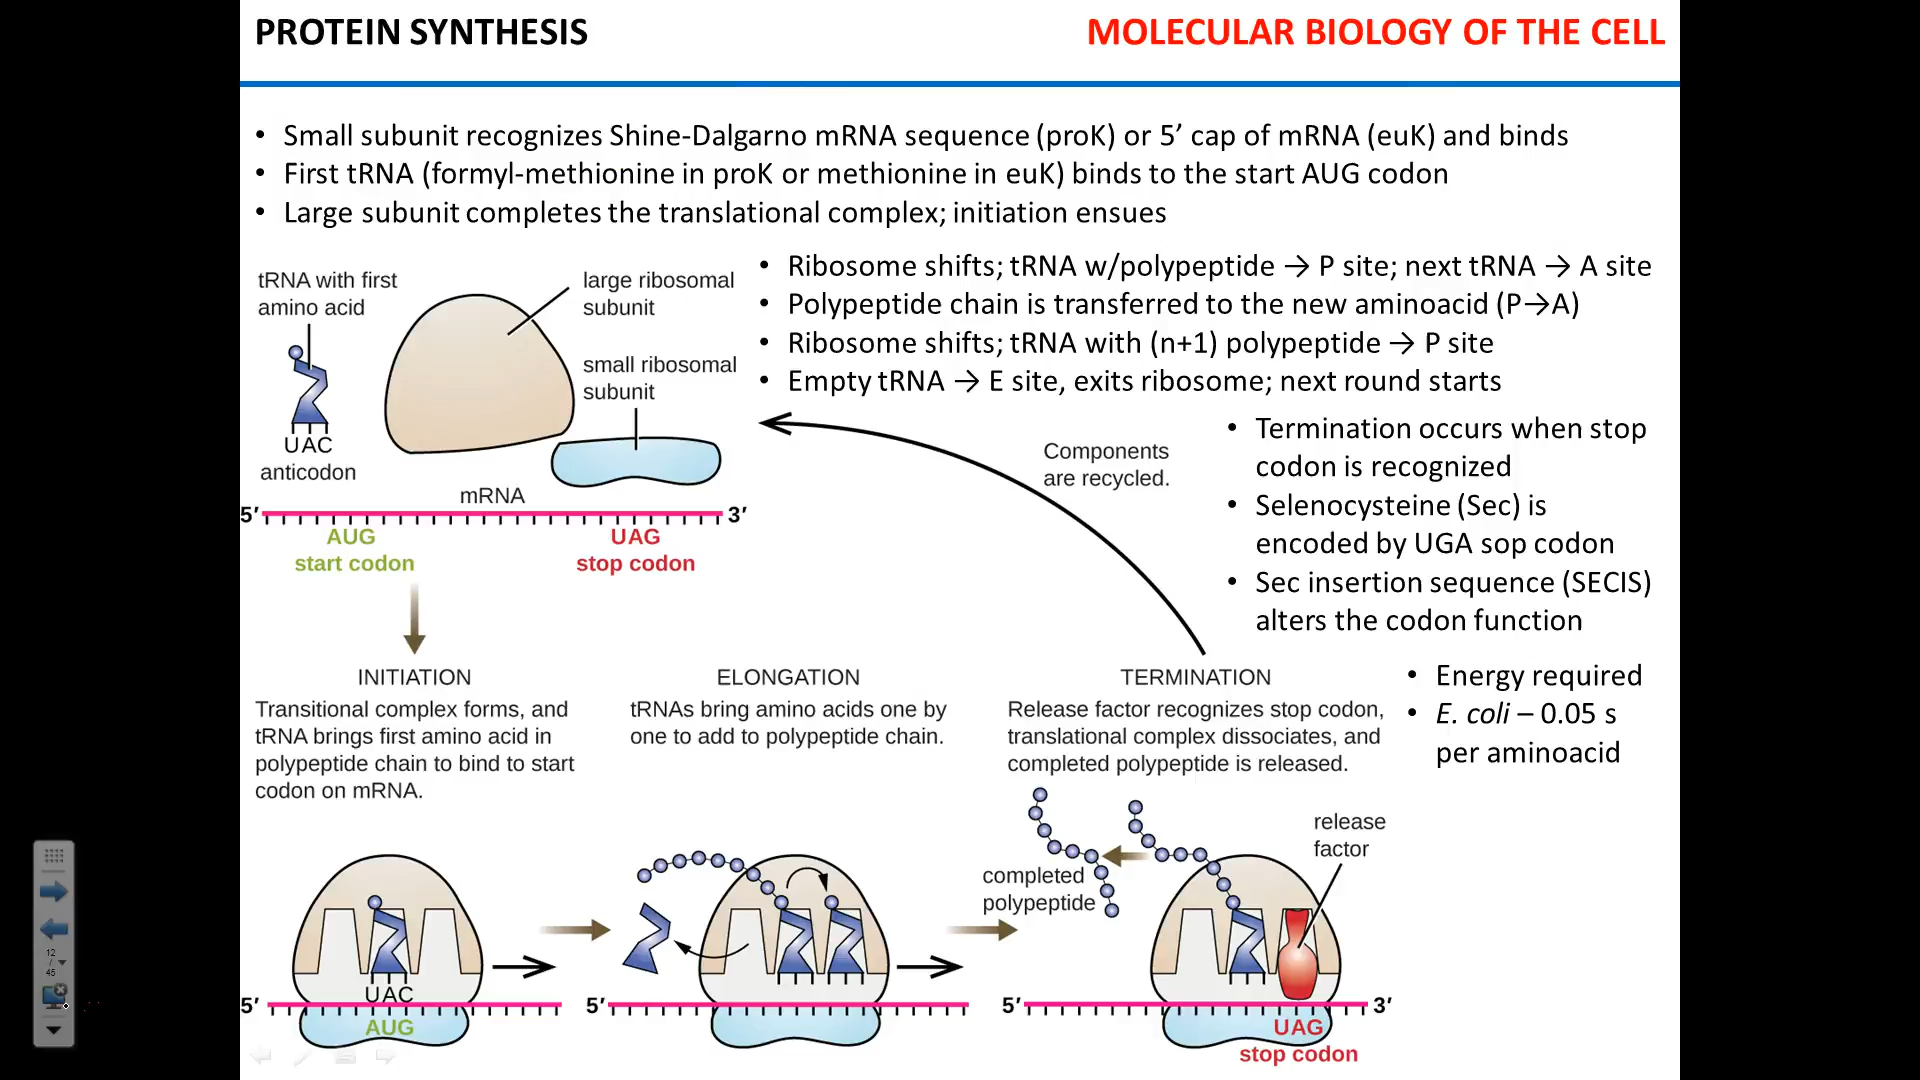 PROTEIN SYNTHESIS
MOLECULAR BIOLOGY OF THE CELL
• Small subunit recognizes Shine-Dalgarno mRNA sequence (proK) or 5’ cap of mRNA (euK) and binds
• First tRNA (formyl-methionine in proK or methionine in euK) binds to the start AUG codon
• Large subunit completes the translational complex; initiation ensues
• Ribosome shifts; tRNA w/polypeptide → P site; next tRNA → A site
• Polypeptide chain is transferred to the new aminoacid (P→A)
• Ribosome shifts; tRNA with (n+1) polypeptide → P site
• Empty tRNA → E site, exits ribosome; next round starts
tRNA with first
amino acid
large ribosomal
subunit
small ribosomal
subunit
UAC
anticodon
mRNA
5′
3′
AUG
start codon
UAG
stop codon
Components
are recycled.
• Termination occurs when stop
codon is recognized
• Selenocysteine (Sec) is
encoded by UGA sop codon
• Sec insertion sequence (SECIS)
alters the codon function
• Energy required
• E. coli – 0.05 s
per aminoacid
INITIATION
Transitional complex forms, and
tRNA brings first amino acid in
polypeptide chain to bind to start
codon on mRNA.
ELONGATION
tRNAs bring amino acids one by
one to add to polypeptide chain.
TERMINATION
Release factor recognizes stop codon,
translational complex dissociates, and
completed polypeptide is released.
release
factor
completed
polypeptide
UAC
5′
AUG
5′
5′
3′
UAG
stop codon
12
/
45